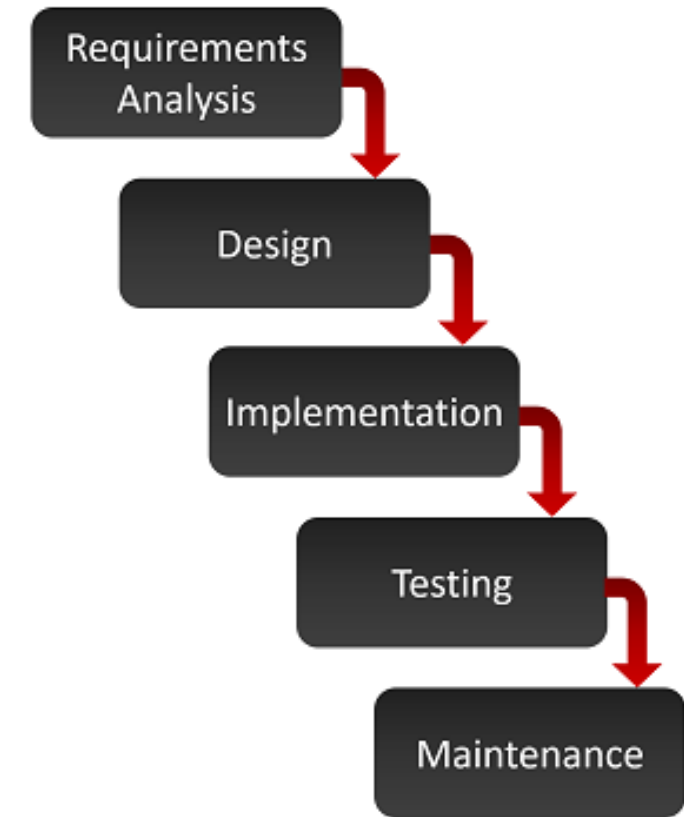 Requirements
Analysis
Design
Implementation
Testing
Maintenance